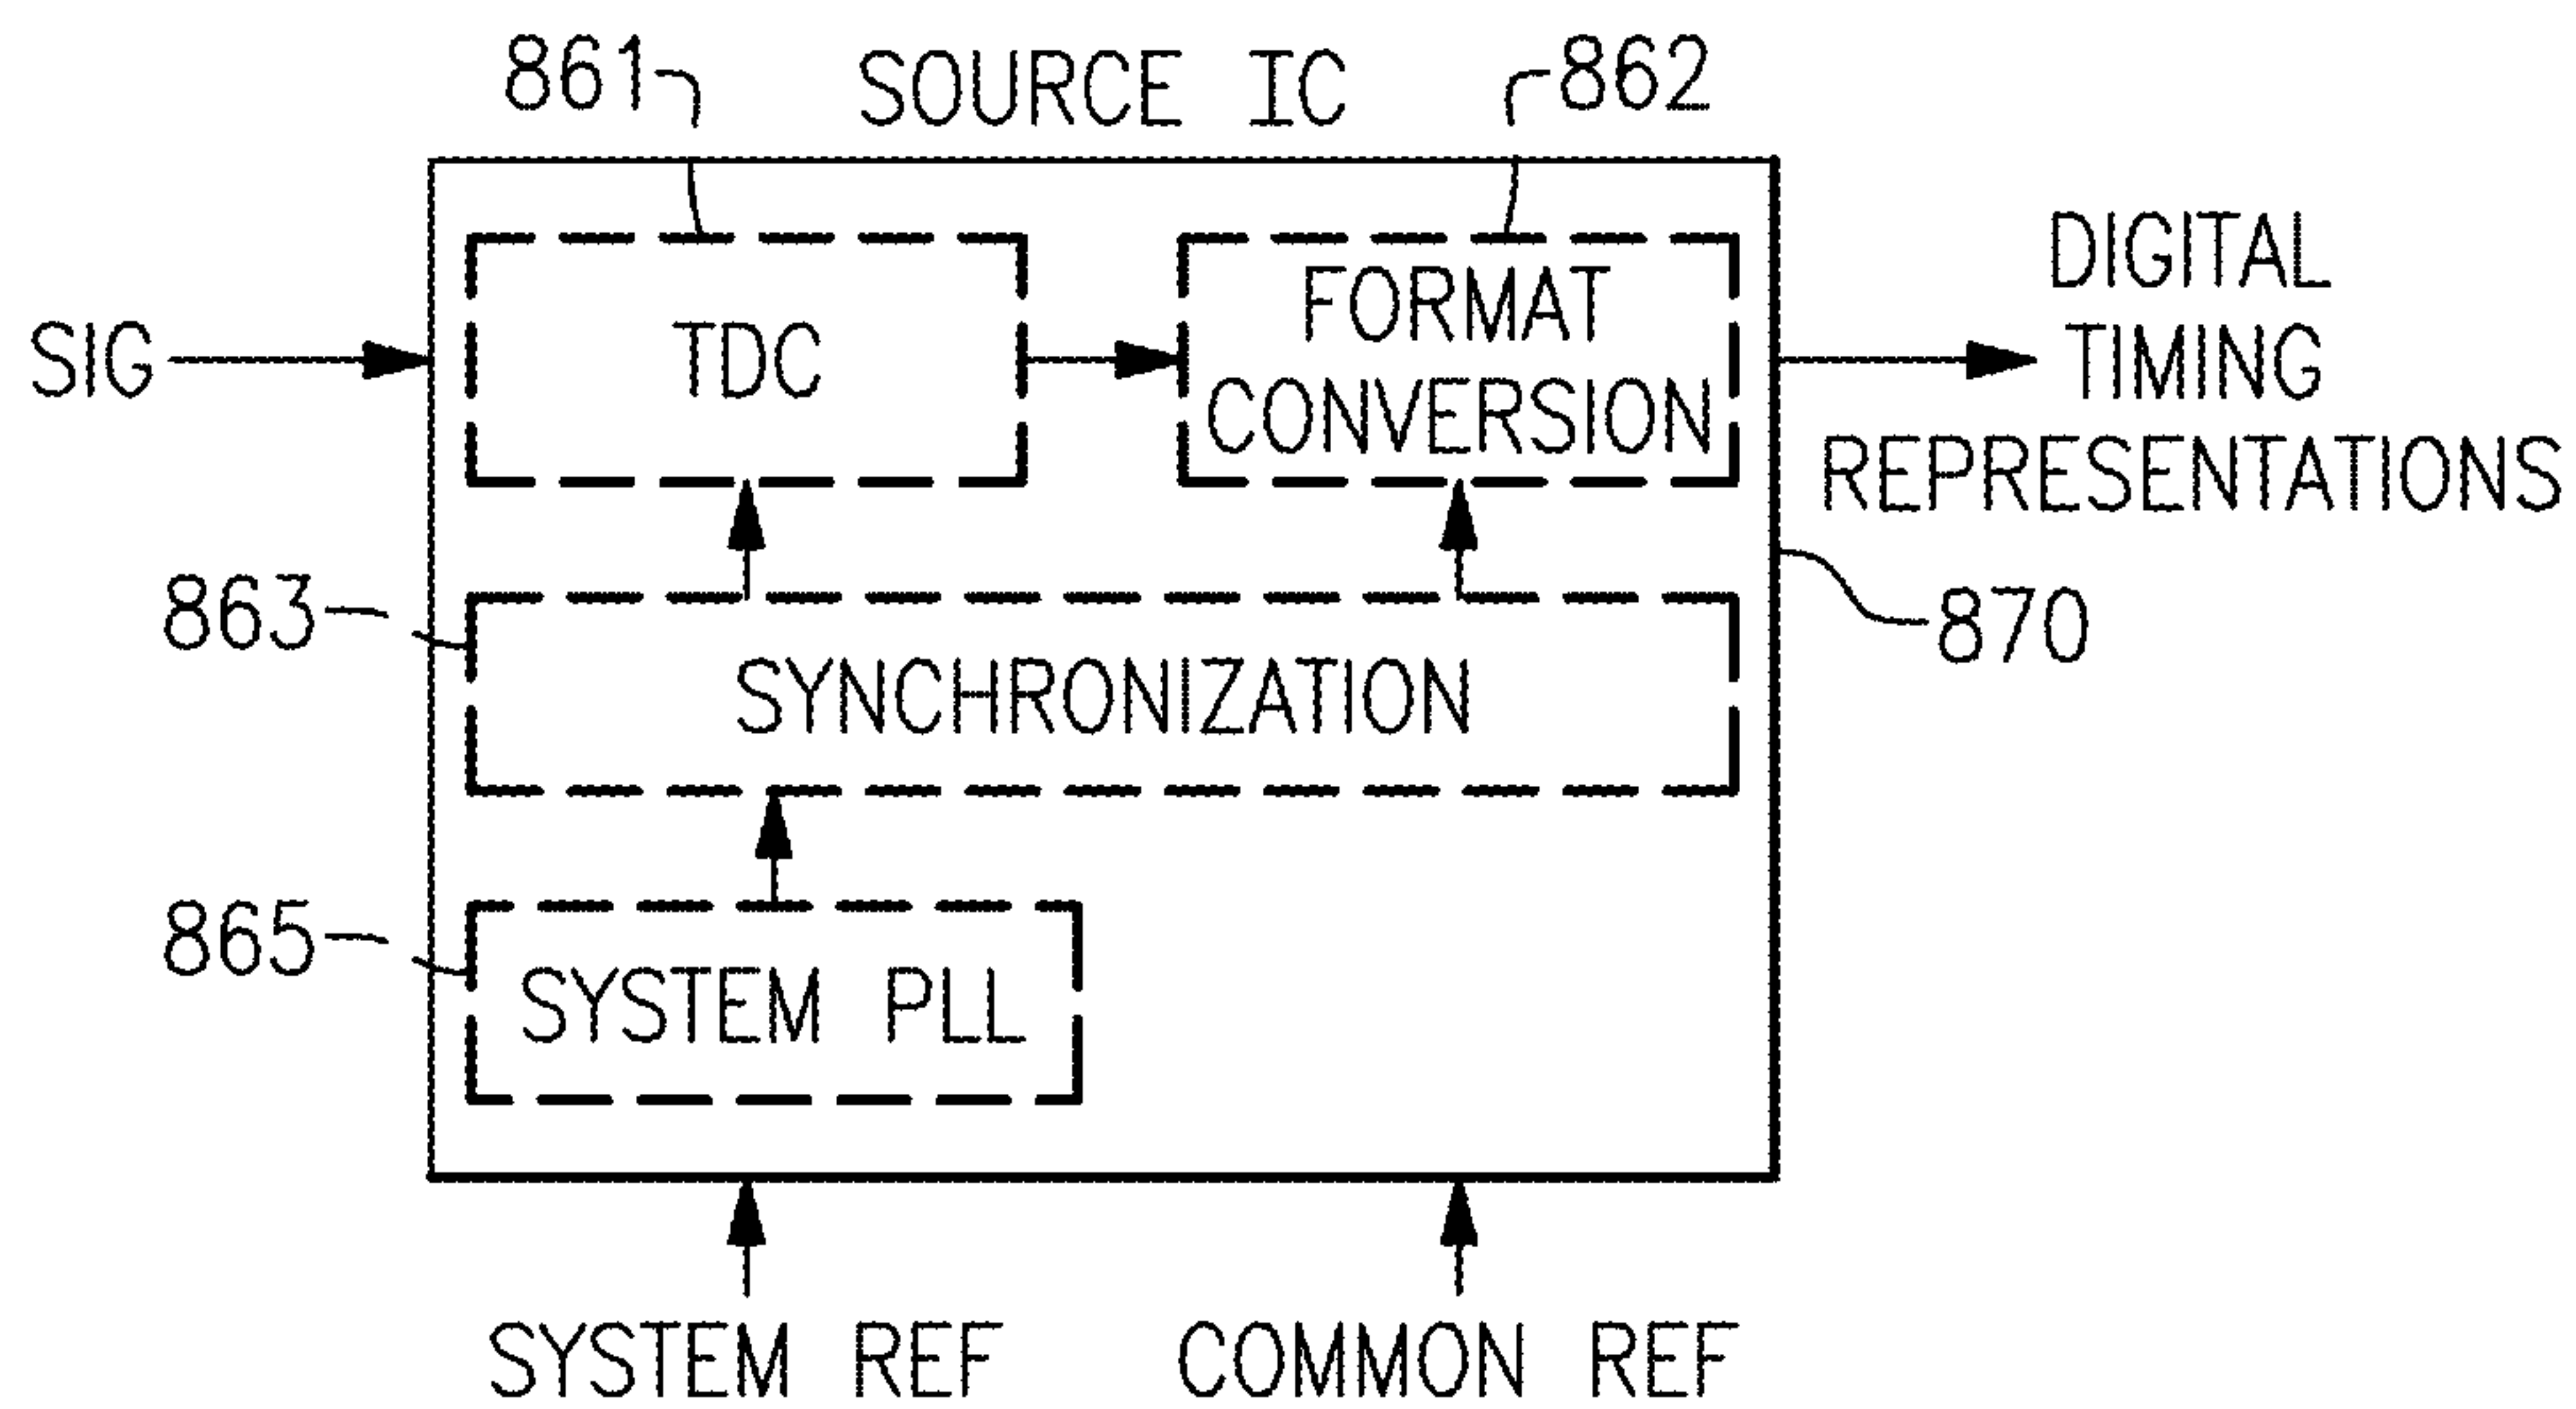 861
SOURCE IC
862
SIG
TDC
FORMAT
CONVERSION
DIGITAL
TIMING
REPRESENTATIONS
863
SYNCHRONIZATION
870
865
SYSTEM PLL
SYSTEM REF
COMMON REF